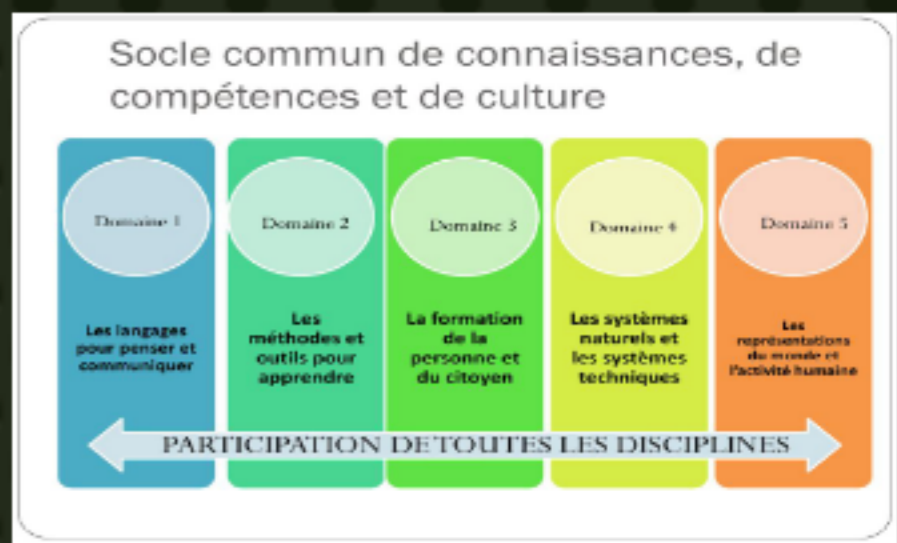 Socle commun de connaissances, de
compétences et de culture
Domaine 1
Les langages
pour penser et
communiquer
Domaine 2
Les
méthodes et
outils pour
apprendre
Domaine 3
La formation
de la
personne et
du citoyen
Domaine 4
Les systèmes
naturels et
les systèmes
techniques
Domaine 5
Les
représentations
du monde et
l'activité humaine
PARTICIPATION DE TOUTES LES DISCIPLINES